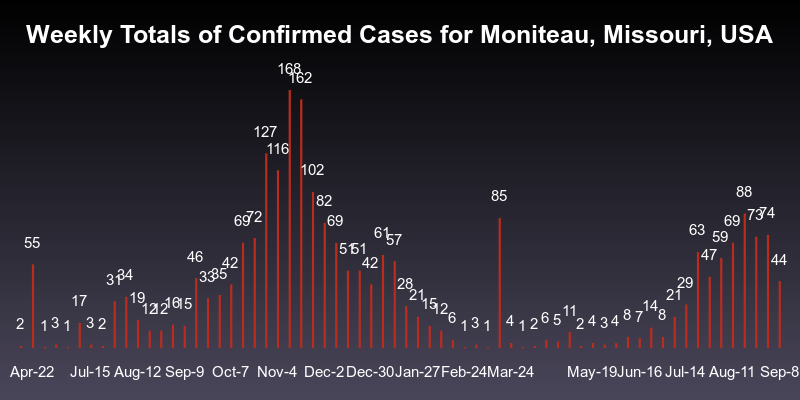 Weekly Totals of Confirmed Cases for Moniteau, Missouri, USA
2 55 1 3 1 17 3 2 31 34 19 12 12 16 15 46 33 35 42 69 72 127 116 168 162 102 82 69 51 51 42 61 57 28 21 15 12 6 1 3 1 85 4 1 2 6 5 11 2 4 3 4 8 7 14 8 21 29 63 47 59 69 88 73 74 44
Apr-22 Jul-15 Aug-12 Sep-9 Oct-7 Nov-4 Dec-2 Dec-30 Jan-27 Feb-24 Mar-24 May-19 Jun-16 Jul-14 Aug-11 Sep-8